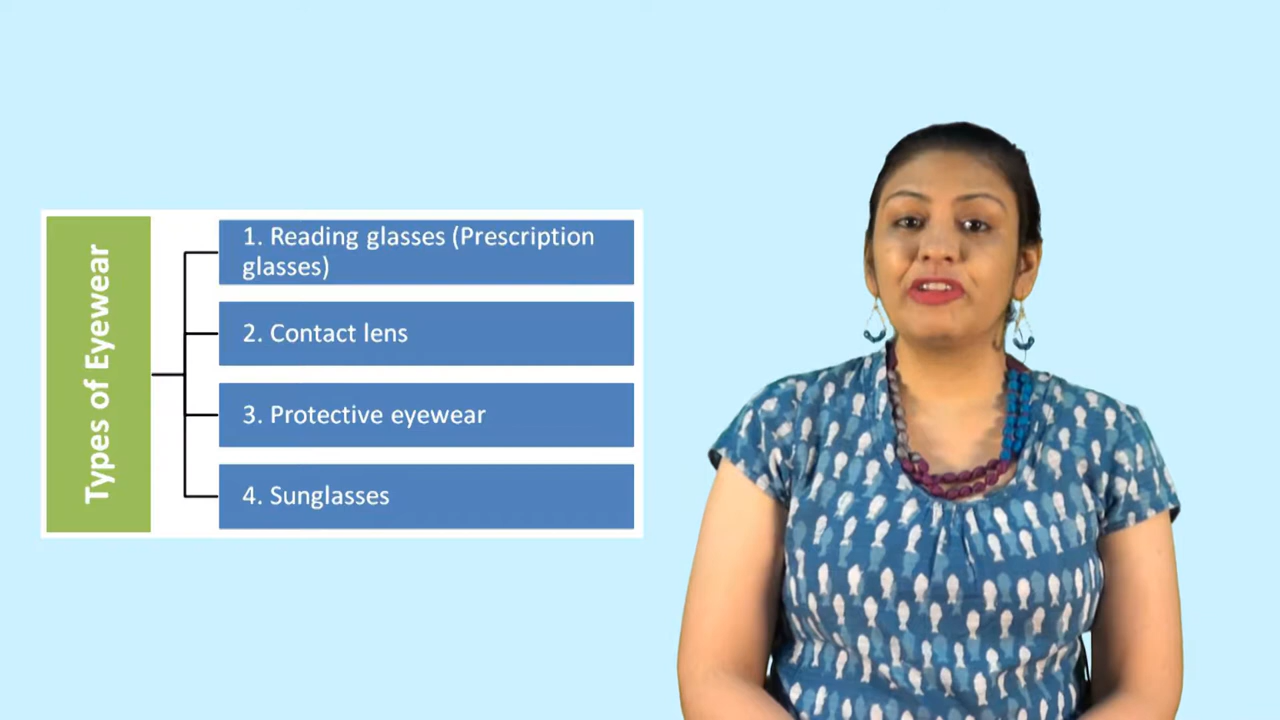 Types of Eyewear
1. Reading glasses (Prescription
glasses)
2. Contact lens
3. Protective eyewear
4. Sunglasses